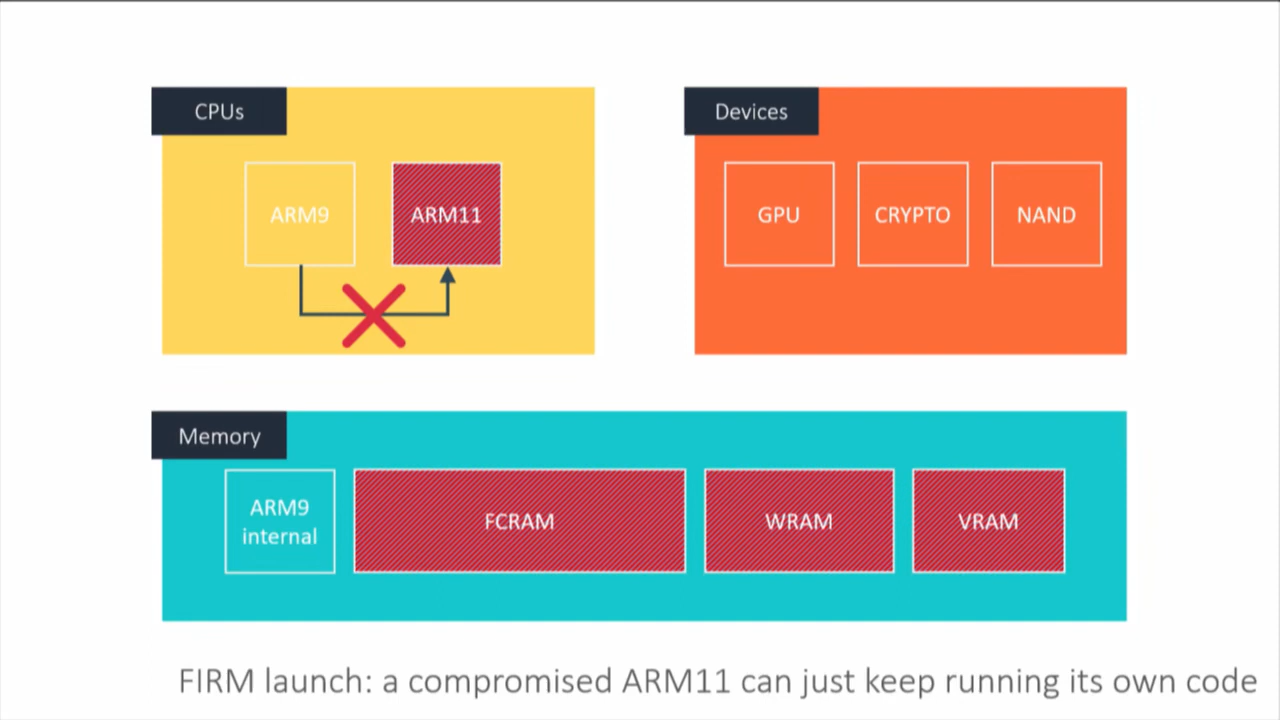 CPUs
ARM9
ARM11
Devices
GPU
CRYPTO
NAND
Memory
ARM9
internal
FCRAM
WRAM
VRAM
FIRM launch: a compromised ARM11 can just keep running its own code